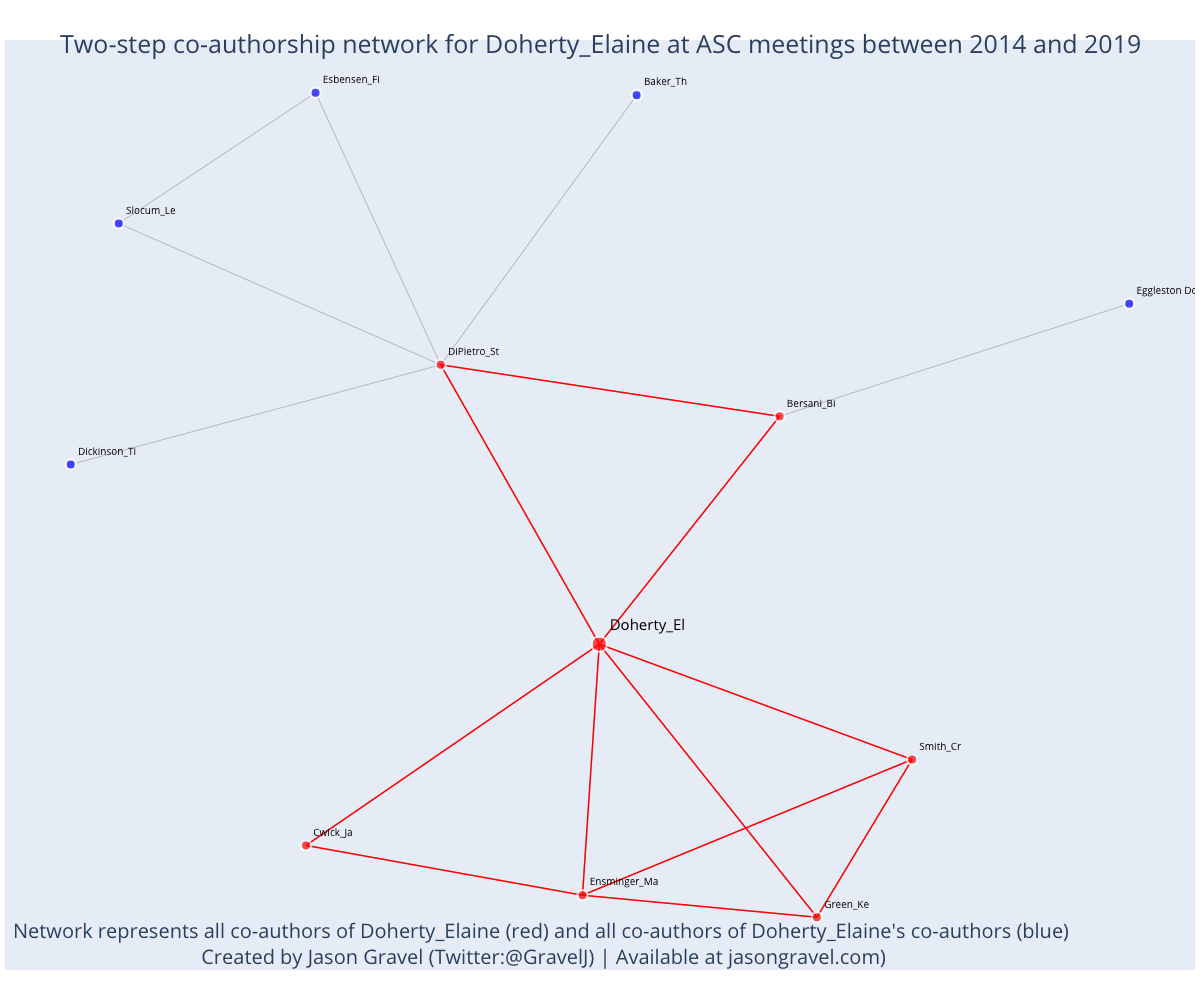 Two-step co-authorship network for Doherty_Elaine at ASC meetings between 2014 and 2019
Esbensen_Fi
Baker_Th
Slocum_Le
Eggleston Do
DiPietro_St
Bersani_Bi
Dickinson_Ti
Doherty_El
Smith_Cr
Cwick_Ja
Ensminger_Ma
Green_Ke
Network represents all co-authors of Doherty_Elaine (red) and all co-authors of Doherty_Elaine's co-authors (blue)
Created by Jason Gravel (Twitter:@GravelJ) | Available at jasongravel.com)